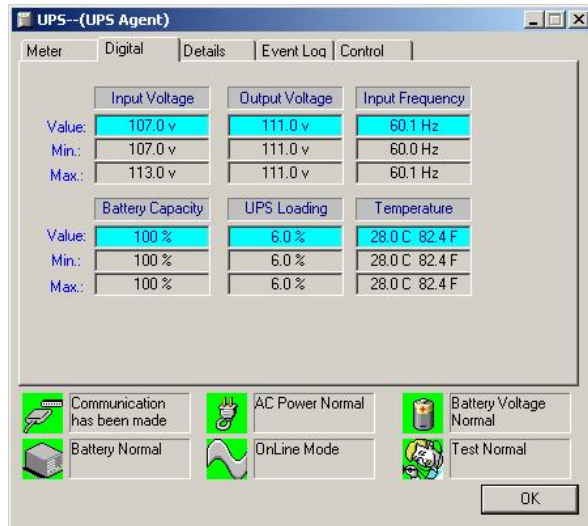 UPS--(UPS Agent)
Meter Digital Details Event Log Control
Input Voltage Output Voltage Input Frequency
Value: 107.0 v 111.0 v 60.1 Hz
Min.: 107.0 v 111.0 v 60.0 Hz
Max.: 113.0 v 111.0 v 60.1 Hz
Battery Capacity UPS Loading Temperature
Value: 100 % 6.0 % 28.0 C 82.4 F
Min.: 100 % 6.0 % 28.0 C 82.4 F
Max.: 100 % 6.0 % 28.0 C 82.4 F
Communication has been made
AC Power Normal
Battery Voltage Normal
Battery Normal
OnLine Mode
Test Normal
OK